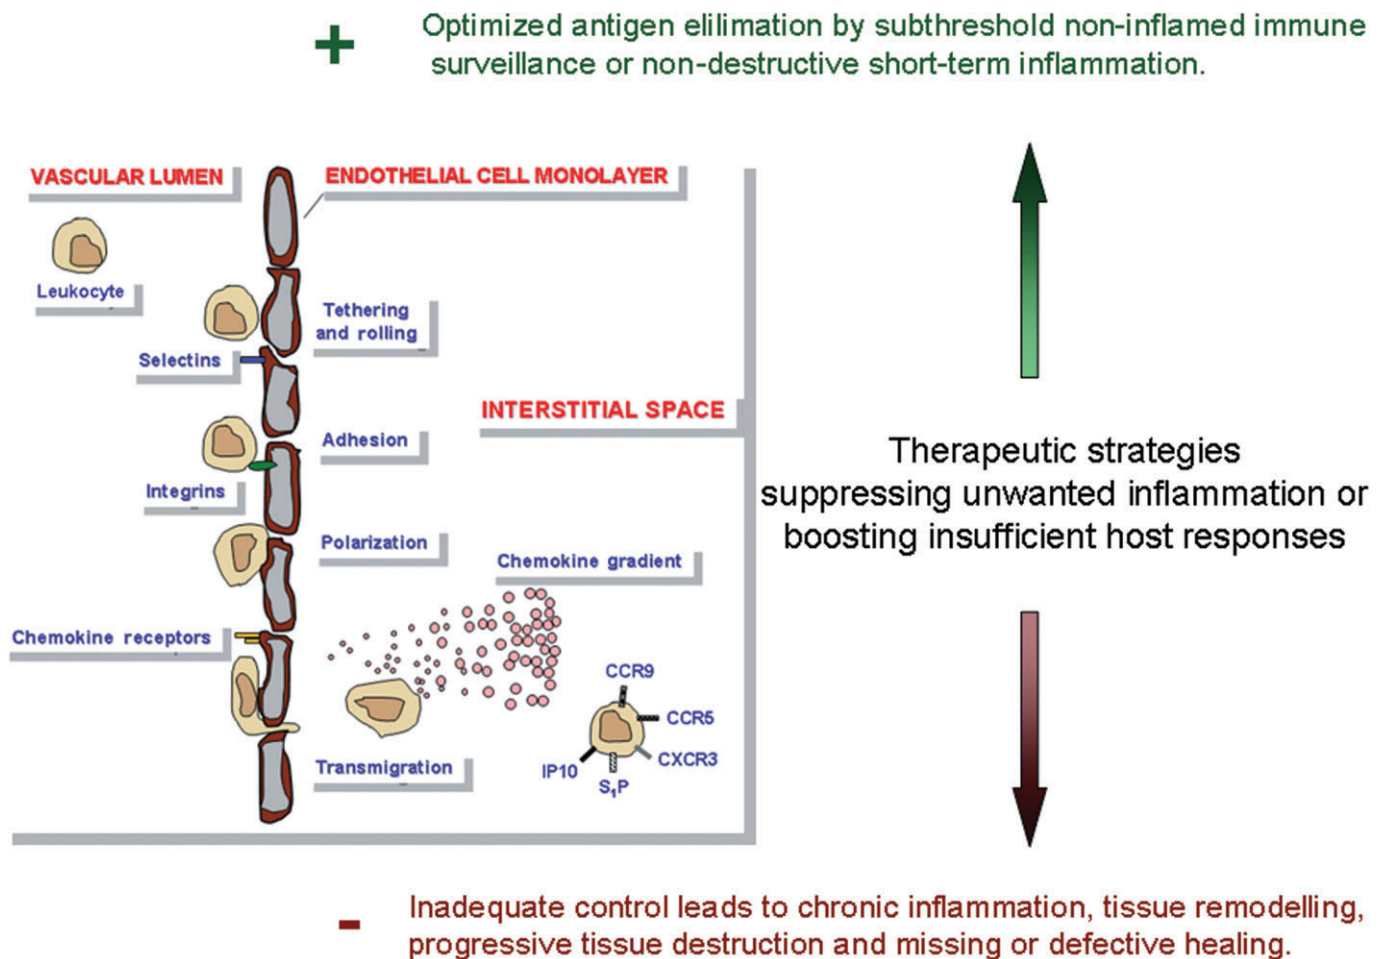 +
Optimized antigen elilimation by subthreshold non-inflamed immune
surveillance or non-destructive short-term inflammation.
VASCULAR LUMEN
ENDOTHELIAL CELL MONOLAYER
Leukocyte
Tethering
and rolling
Selectins
INTERSTITIAL SPACE
Adhesion
Integrins
Polarization
Chemokine gradient
Chemokine receptors
CCR9
CCR5
CXCR3
IP10
S₁P
Transmigration
Therapeutic strategies
suppressing unwanted inflammation or
boosting insufficient host responses
-
Inadequate control leads to chronic inflammation, tissue remodelling,
progressive tissue destruction and missing or defective healing.